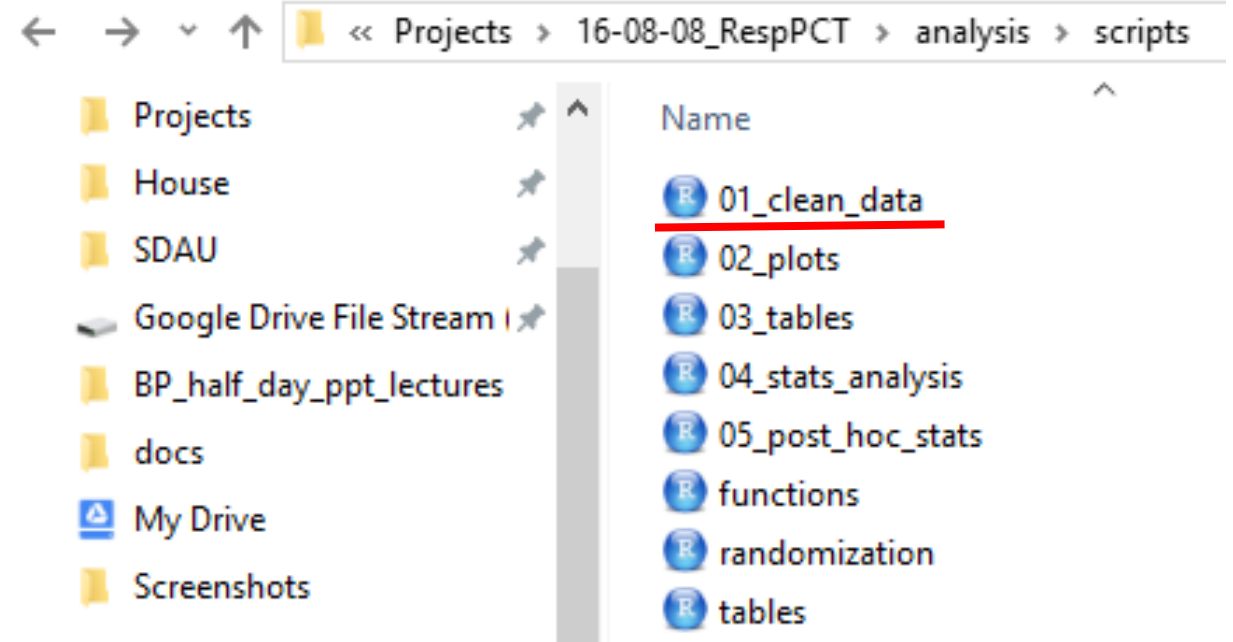 « Projects > 16-08-08_RespPCT > analysis > scripts
Projects
House
SDAU
Google Drive File Stream (
BP_half_day_ppt_lectures
docs
My Drive
Screenshots
Name
R 01_clean_data
R 02_plots
R 03_tables
R 04_stats_analysis
R 05_post_hoc_stats
R functions
R randomization
R tables